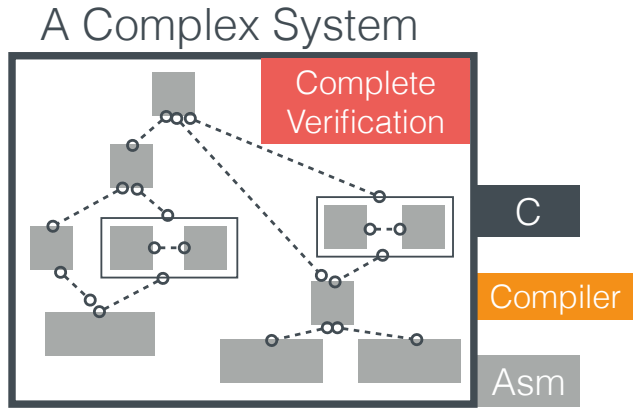 A Complex System
Complete
Verification
C
Compiler
Asm